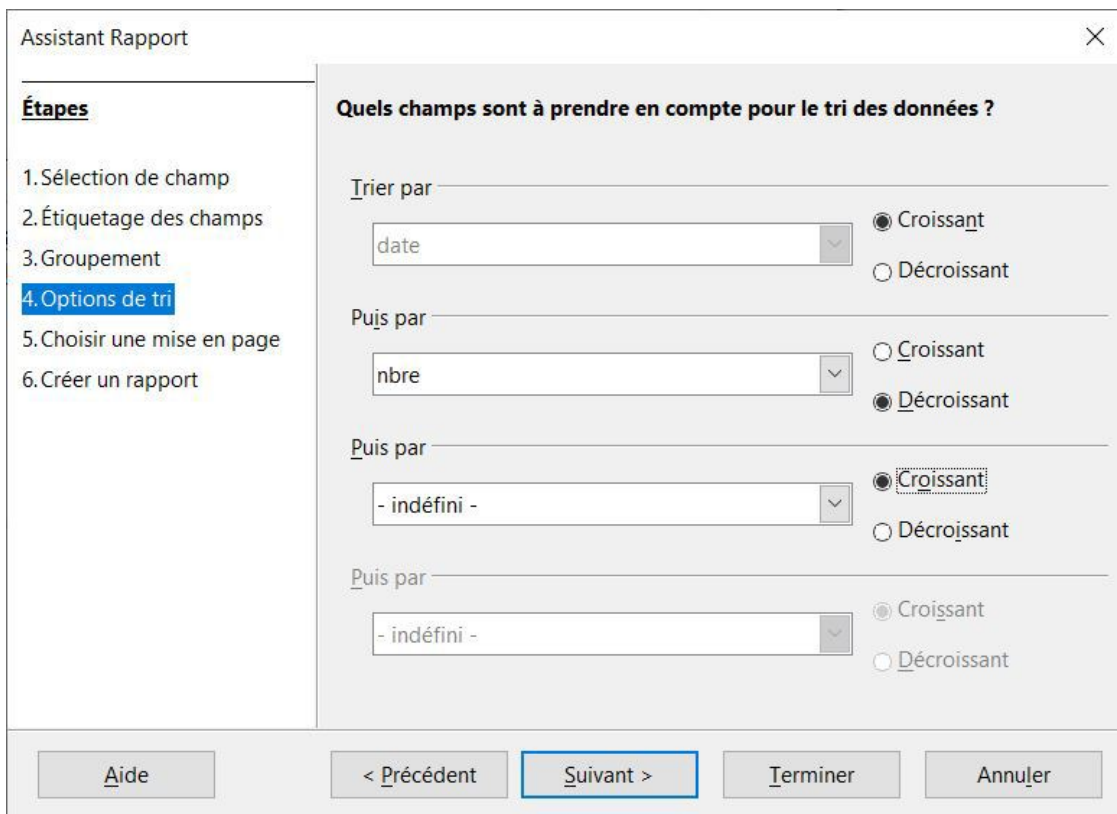 Assistant Rapport
Étapes
1. Sélection de champ
2. Étiquetage des champs
3. Groupement
4. Options de tri
5. Choisir une mise en page
6. Créer un rapport
Quels champs sont à prendre en compte pour le tri des données ?
Trier par
date
Croissant
Décroissant
Puis par
nbre
Croissant
Décroissant
Puis par
- indéfini -
Croissant
Décroissant
Puis par
- indéfini -
Croissant
Décroissant
Aide
< Précédent
Suivant >
Terminer
Annuler